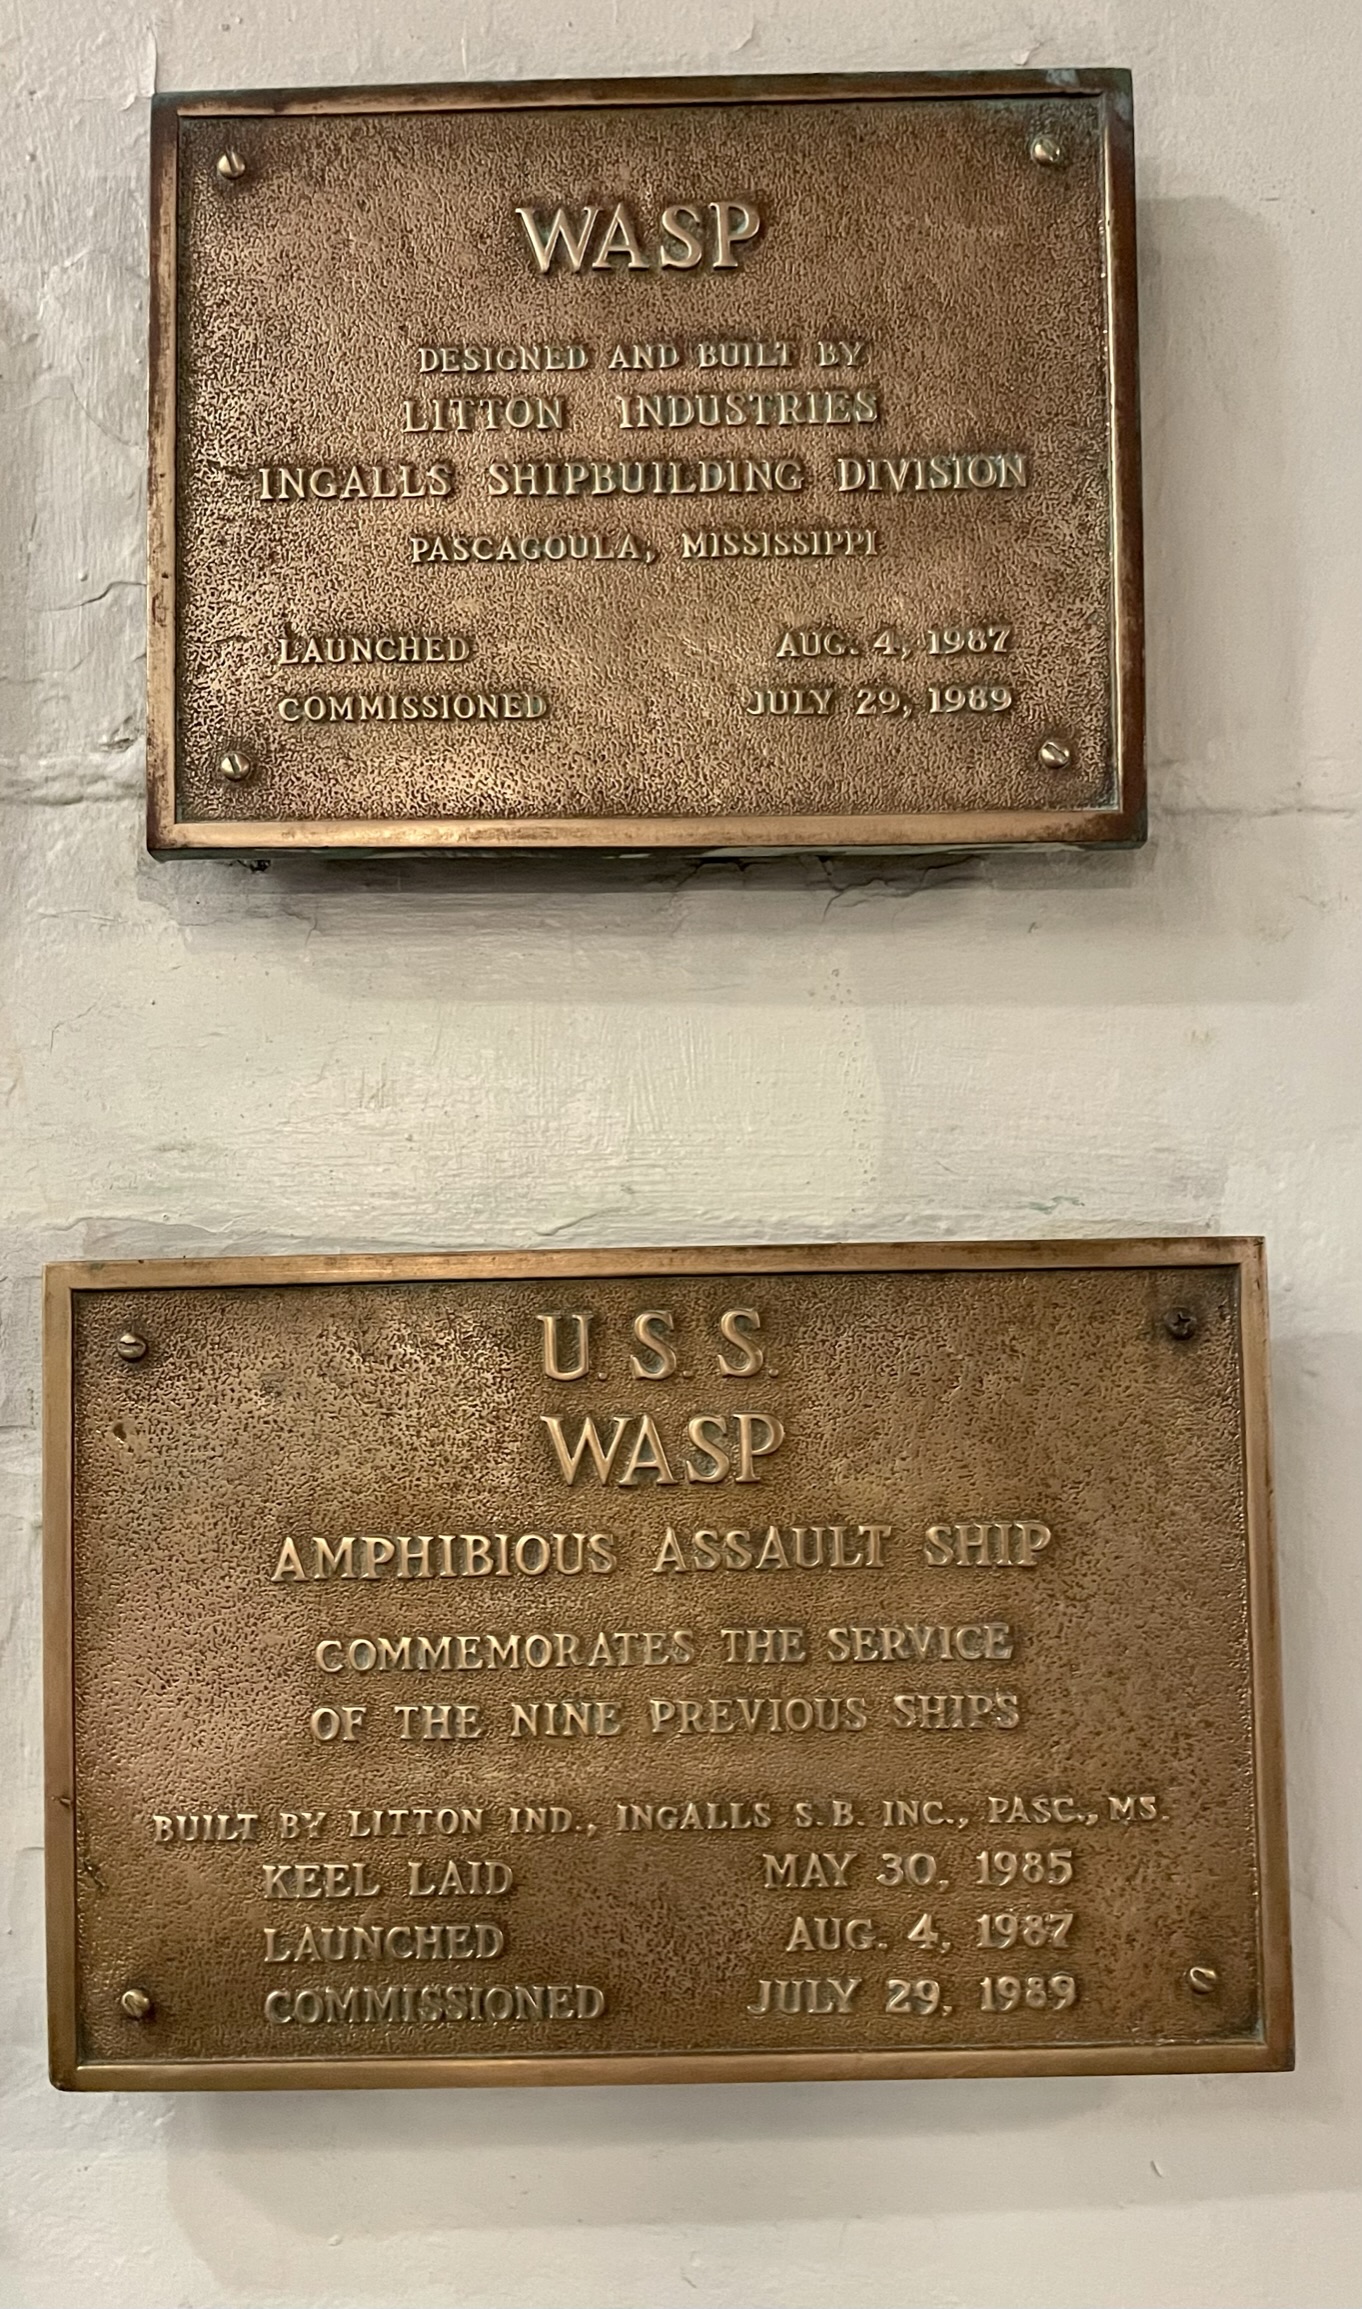 WASP
DESIGNED AND BUILT BY
LITTON INDUSTRIES
INGALLS SHIPBUILDING DIVISION
PASCAGOULA, MISSISSIPPI
LAUNCHED AUG. 4, 1987
COMMISSIONED JULY 29, 1989
U.S.S.
WASP
AMPHIBIOUS ASSAULT SHIP
COMMEMORATES THE SERVICE
OF THE NINE PREVIOUS SHIPS
BUILT BY LITTON IND., INGALLS S.B. INC., PASC., MS.
KEEL LAID MAY 30, 1985
LAUNCHED AUG. 4, 1987
COMMISSIONED JULY 29, 1989